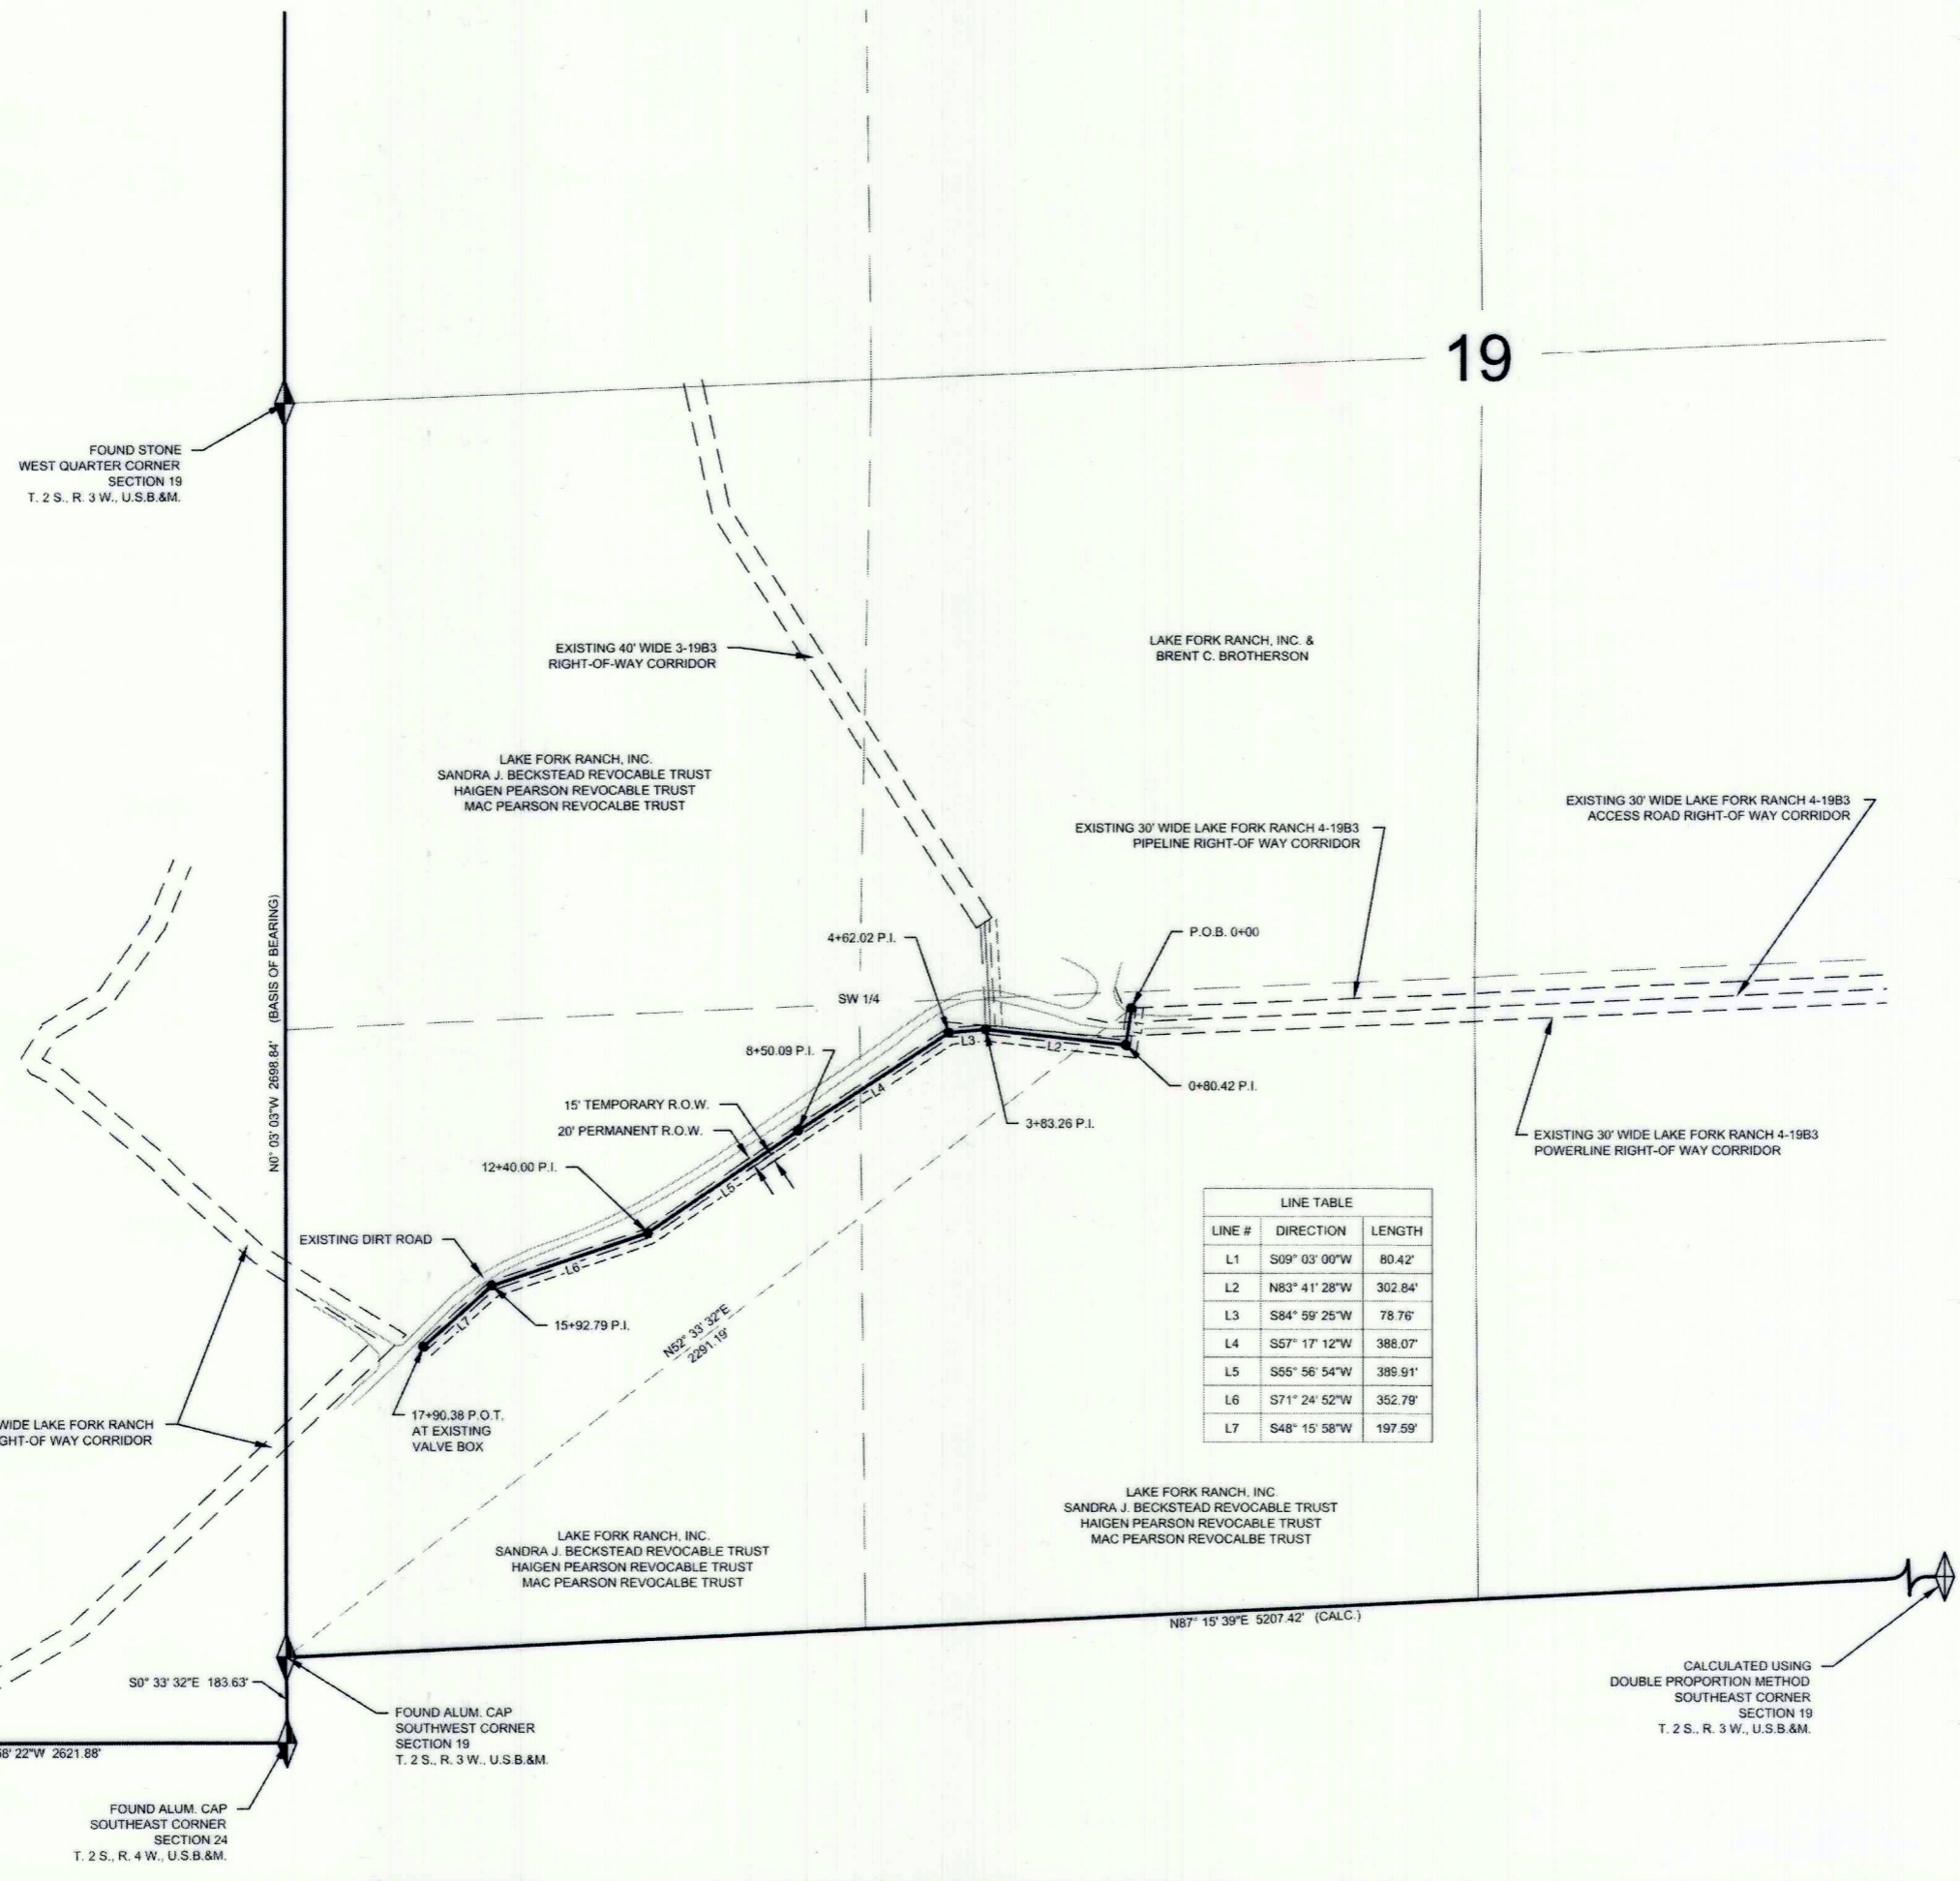 19
FOUND STONE
WEST QUARTER CORNER
SECTION 19
T. 2 S., R. 3 W., U.S.B.&M.
EXISTING 40' WIDE 3-19B3
RIGHT-OF-WAY CORRIDOR
LAKE FORK RANCH, INC. &
BRENT C. BROTHERSON
LAKE FORK RANCH, INC.
SANDRA J. BECKSTEAD REVOCABLE TRUST
HAIGEN PEARSON REVOCABLE TRUST
MAC PEARSON REVOCALBE TRUST
EXISTING 30' WIDE LAKE FORK RANCH 4-19B3
ACCESS ROAD RIGHT-OF WAY CORRIDOR
EXISTING 30' WIDE LAKE FORK RANCH 4-19B3
PIPELINE RIGHT-OF WAY CORRIDOR
N0° 03' 03"W 2698.84' (BASIS OF BEARING)
4+62.02 P.I.
P.O.B. 0+00
SW 1/4
L3
L2
8+50.09 P.I.
L4
0+80.42 P.I.
15' TEMPORARY R.O.W.
20' PERMANENT R.O.W.
3+83.26 P.I.
EXISTING 30' WIDE LAKE FORK RANCH 4-19B3
POWERLINE RIGHT-OF WAY CORRIDOR
12+40.00 P.I.
L5
EXISTING DIRT ROAD
L6
15+92.79 P.I.
L7
N52° 33' 32"E
2291.19'
LINE TABLE
LINE # DIRECTION LENGTH
L1 S09° 03' 00"W 80.42'
L2 N83° 41' 28"W 302.84'
L3 S84° 59' 25"W 78.76'
L4 S57° 17' 12"W 388.07'
L5 S55° 56' 54"W 389.91'
L6 S71° 24' 52"W 352.79'
L7 S48° 15' 58"W 197.59'
WIDE LAKE FORK RANCH
GHT-OF WAY CORRIDOR
17+90.38 P.O.T.
AT EXISTING
VALVE BOX
LAKE FORK RANCH, INC.
SANDRA J. BECKSTEAD REVOCABLE TRUST
HAIGEN PEARSON REVOCABLE TRUST
MAC PEARSON REVOCALBE TRUST
LAKE FORK RANCH, INC.
SANDRA J. BECKSTEAD REVOCABLE TRUST
HAIGEN PEARSON REVOCABLE TRUST
MAC PEARSON REVOCALBE TRUST
N87° 15' 39"E 5207.42' (CALC.)
S0° 33' 32"E 183.63'
FOUND ALUM. CAP
SOUTHWEST CORNER
SECTION 19
T. 2 S., R. 3 W., U.S.B.&M.
CALCULATED USING
DOUBLE PROPORTION METHOD
SOUTHEAST CORNER
SECTION 19
T. 2 S., R. 3 W., U.S.B.&M.
8' 22"W 2621.88'
FOUND ALUM. CAP
SOUTHEAST CORNER
SECTION 24
T. 2 S., R. 4 W., U.S.B.&M.